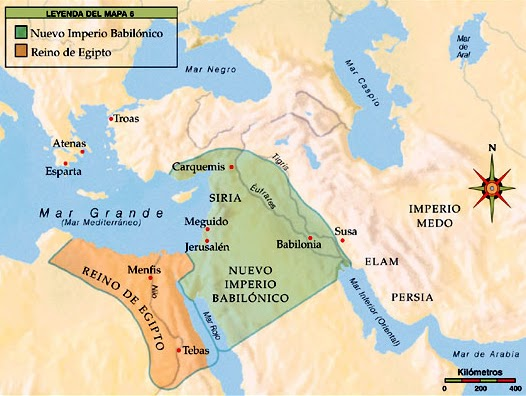 LEYENDA DEL MAPA 6
Nuevo Imperio Babilónico
Reino de Egipto
Mar Negro
Mar
Caspio
Mar
de
Aral
Troas
Atenas
Esparta
Carquemis
Tigris
SIRIA
Éufrates
N
Mar Grande
(Mar Mediterráneo)
Meguido
Jerusalén
Babilonia
Susa
IMPERIO
MEDO
ELAM
NUEVO
IMPERIO
BABILÓNICO
PERSIA
REINO DE EGIPTO
Menfis
Nilo
Mar Rojo
Mar Inferior (Oriental)
Tebas
Mar de Arabia
Kilómetros
0 200 400